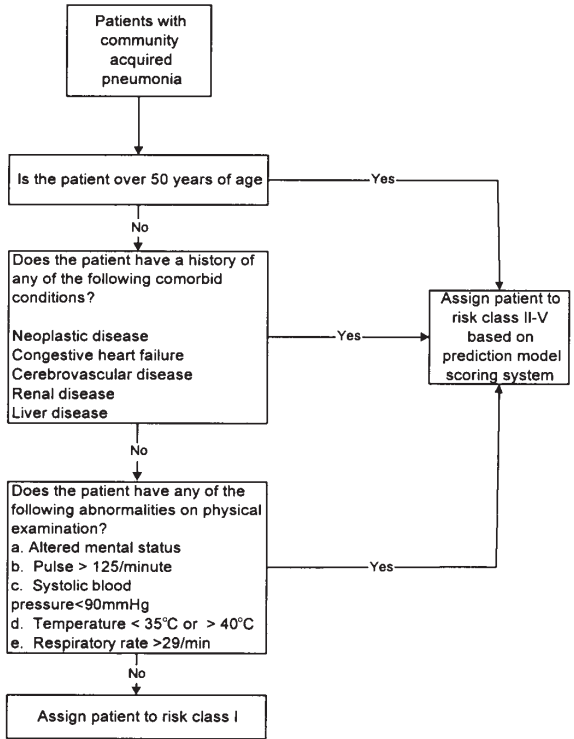 Patients with
community
acquired
pneumonia
Is the patient over 50 years of age
Yes
No
Does the patient have a history of
any of the following comorbid
conditions?
Neoplastic disease
Congestive heart failure
Cerebrovascular disease
Renal disease
Liver disease
Yes
Assign patient to
risk class II-V
based on
prediction model
scoring system
No
Does the patient have any of the
following abnormalities on physical
examination?
a. Altered mental status
b. Pulse > 125/minute
c. Systolic blood
pressure<90mmHg
d. Temperature < 35°C or > 40°C
e. Respiratory rate >29/min
Yes
No
Assign patient to risk class I